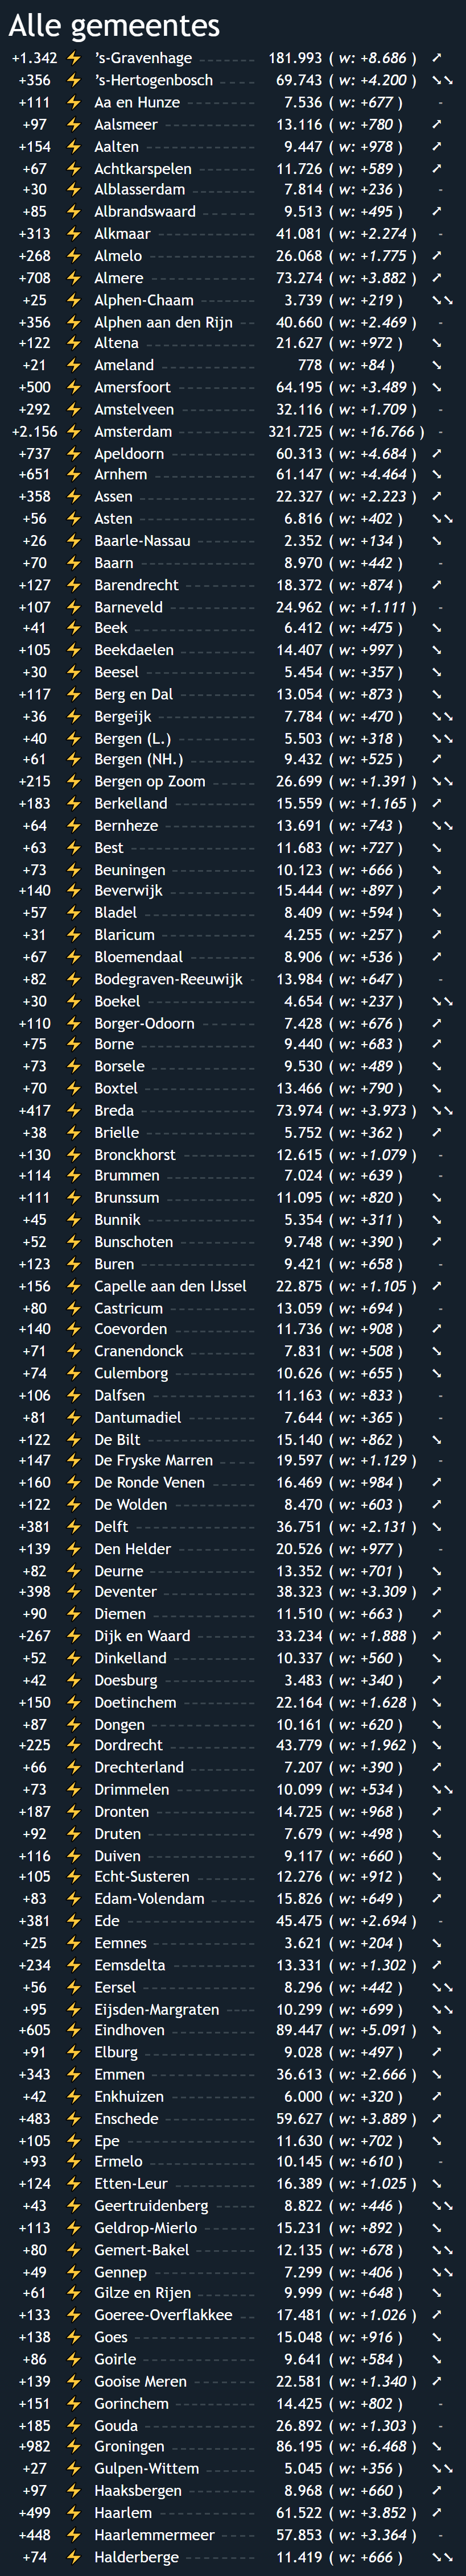 Alle gemeentes
+1.342 ⚡ ’s-Gravenhage 181.993 ( w: +8.686 ) ➚
+356 ⚡ ’s-Hertogenbosch 69.743 ( w: +4.200 ) ➘➘
+111 ⚡ Aa en Hunze 7.536 ( w: +677 ) -
+97 ⚡ Aalsmeer 13.116 ( w: +780 ) ➚
+154 ⚡ Aalten 9.447 ( w: +978 ) ➚
+67 ⚡ Achtkarspelen 11.726 ( w: +589 ) ➚
+30 ⚡ Alblasserdam 7.814 ( w: +236 ) -
+85 ⚡ Albrandswaard 9.513 ( w: +495 ) ➚
+313 ⚡ Alkmaar 41.081 ( w: +2.274 ) -
+268 ⚡ Almelo 26.068 ( w: +1.775 ) ➚
+708 ⚡ Almere 73.274 ( w: +3.882 ) ➚
+25 ⚡ Alphen-Chaam 3.739 ( w: +219 ) ➘➘
+356 ⚡ Alphen aan den Rijn 40.660 ( w: +2.469 ) -
+122 ⚡ Altena 21.627 ( w: +972 ) ➘
+21 ⚡ Ameland 778 ( w: +84 ) ➘
+500 ⚡ Amersfoort 64.195 ( w: +3.489 ) ➘
+292 ⚡ Amstelveen 32.116 ( w: +1.709 ) -
+2.156 ⚡ Amsterdam 321.725 ( w: +16.766 ) -
+737 ⚡ Apeldoorn 60.313 ( w: +4.684 ) ➚
+651 ⚡ Arnhem 61.147 ( w: +4.464 ) ➘
+358 ⚡ Assen 22.327 ( w: +2.223 ) ➚
+56 ⚡ Asten 6.816 ( w: +402 ) ➘➘
+26 ⚡ Baarle-Nassau 2.352 ( w: +134 ) ➘
+70 ⚡ Baarn 8.970 ( w: +442 ) -
+127 ⚡ Barendrecht 18.372 ( w: +874 ) ➚
+107 ⚡ Barneveld 24.962 ( w: +1.111 ) -
+41 ⚡ Beek 6.412 ( w: +475 ) ➘
+105 ⚡ Beekdaelen 14.407 ( w: +997 ) ➘
+30 ⚡ Beesel 5.454 ( w: +357 ) ➘
+117 ⚡ Berg en Dal 13.054 ( w: +873 ) ➘
+36 ⚡ Bergeijk 7.784 ( w: +470 ) ➘➘
+40 ⚡ Bergen (L.) 5.503 ( w: +318 ) ➘➘
+61 ⚡ Bergen (NH.) 9.432 ( w: +525 ) ➚
+215 ⚡ Bergen op Zoom 26.699 ( w: +1.391 ) ➘➘
+183 ⚡ Berkelland 15.559 ( w: +1.165 ) ➚
+64 ⚡ Bernheze 13.691 ( w: +743 ) ➘➘
+63 ⚡ Best 11.683 ( w: +727 ) ➘
+73 ⚡ Beuningen 10.123 ( w: +666 ) ➘
+140 ⚡ Beverwijk 15.444 ( w: +897 ) ➚
+57 ⚡ Bladel 8.409 ( w: +594 ) ➘
+31 ⚡ Blaricum 4.255 ( w: +257 ) ➚
+67 ⚡ Bloemendaal 8.906 ( w: +536 ) ➚
+82 ⚡ Bodegraven-Reeuwijk 13.984 ( w: +647 ) -
+30 ⚡ Boekel 4.654 ( w: +237 ) ➘➘
+110 ⚡ Borger-Odoorn 7.428 ( w: +676 ) ➚
+75 ⚡ Borne 9.440 ( w: +683 ) ➚
+73 ⚡ Borsele 9.530 ( w: +489 ) ➘
+70 ⚡ Boxtel 13.466 ( w: +790 ) ➘
+417 ⚡ Breda 73.974 ( w: +3.973 ) ➘➘
+38 ⚡ Brielle 5.752 ( w: +362 ) ➚
+130 ⚡ Bronckhorst 12.615 ( w: +1.079 ) -
+114 ⚡ Brummen 7.024 ( w: +639 ) -
+111 ⚡ Brunssum 11.095 ( w: +820 ) ➘
+45 ⚡ Bunnik 5.354 ( w: +311 ) ➘
+52 ⚡ Bunschoten 9.748 ( w: +390 ) ➚
+123 ⚡ Buren 9.421 ( w: +658 ) -
+156 ⚡ Capelle aan den IJssel 22.875 ( w: +1.105 ) ➚
+80 ⚡ Castricum 13.059 ( w: +694 ) -
+140 ⚡ Coevorden 11.736 ( w: +908 ) ➚
+71 ⚡ Cranendonck 7.831 ( w: +508 ) ➘
+74 ⚡ Culemborg 10.626 ( w: +655 ) ➘
+106 ⚡ Dalfsen 11.163 ( w: +833 ) -
+81 ⚡ Dantumadiel 7.644 ( w: +365 ) -
+122 ⚡ De Bilt 15.140 ( w: +862 ) ➘
+147 ⚡ De Fryske Marren 19.597 ( w: +1.129 ) -
+160 ⚡ De Ronde Venen 16.469 ( w: +984 ) ➚
+122 ⚡ De Wolden 8.470 ( w: +603 ) ➚
+381 ⚡ Delft 36.751 ( w: +2.131 ) ➘
+139 ⚡ Den Helder 20.526 ( w: +977 ) -
+82 ⚡ Deurne 13.352 ( w: +701 ) ➘
+398 ⚡ Deventer 38.323 ( w: +3.309 ) ➚
+90 ⚡ Diemen 11.510 ( w: +663 ) ➚
+267 ⚡ Dijk en Waard 33.234 ( w: +1.888 ) ➚
+52 ⚡ Dinkelland 10.337 ( w: +560 ) ➘
+42 ⚡ Doesburg 3.483 ( w: +340 ) ➚
+150 ⚡ Doetinchem 22.164 ( w: +1.628 ) ➘
+87 ⚡ Dongen 10.161 ( w: +620 ) ➘
+225 ⚡ Dordrecht 43.779 ( w: +1.962 ) ➘
+66 ⚡ Drechterland 7.207 ( w: +390 ) ➚
+73 ⚡ Drimmelen 10.099 ( w: +534 ) ➘➘
+187 ⚡ Dronten 14.725 ( w: +968 ) ➚
+92 ⚡ Druten 7.679 ( w: +498 ) ➘
+116 ⚡ Duiven 9.117 ( w: +660 ) ➘
+105 ⚡ Echt-Susteren 12.276 ( w: +912 ) ➘
+83 ⚡ Edam-Volendam 15.826 ( w: +649 ) ➚
+381 ⚡ Ede 45.475 ( w: +2.694 ) -
+25 ⚡ Eemnes 3.621 ( w: +204 ) ➘
+234 ⚡ Eemsdelta 13.331 ( w: +1.302 ) ➚
+56 ⚡ Eersel 8.296 ( w: +442 ) ➘➘
+95 ⚡ Eijsden-Margraten 10.299 ( w: +699 ) ➘➘
+605 ⚡ Eindhoven 89.447 ( w: +5.091 ) ➘
+91 ⚡ Elburg 9.028 ( w: +497 ) ➚
+343 ⚡ Emmen 36.613 ( w: +2.666 ) ➘
+42 ⚡ Enkhuizen 6.000 ( w: +320 ) ➚
+483 ⚡ Enschede 59.627 ( w: +3.889 ) ➚
+105 ⚡ Epe 11.630 ( w: +702 ) ➘
+93 ⚡ Ermelo 10.145 ( w: +610 ) -
+124 ⚡ Etten-Leur 16.389 ( w: +1.025 ) ➘
+43 ⚡ Geertruidenberg 8.822 ( w: +446 ) ➘➘
+113 ⚡ Geldrop-Mierlo 15.231 ( w: +892 ) ➘
+80 ⚡ Gemert-Bakel 12.135 ( w: +678 ) ➘➘
+49 ⚡ Gennep 7.299 ( w: +406 ) ➘➘
+61 ⚡ Gilze en Rijen 9.999 ( w: +648 ) ➘
+133 ⚡ Goeree-Overflakkee 17.481 ( w: +1.026 ) ➚
+138 ⚡ Goes 15.048 ( w: +916 ) ➘
+86 ⚡ Goirle 9.641 ( w: +584 ) ➘
+139 ⚡ Gooise Meren 22.581 ( w: +1.340 ) ➚
+151 ⚡ Gorinchem 14.425 ( w: +802 ) -
+185 ⚡ Gouda 26.892 ( w: +1.303 ) -
+982 ⚡ Groningen 86.195 ( w: +6.468 ) ➘
+27 ⚡ Gulpen-Wittem 5.045 ( w: +356 ) ➘➘
+97 ⚡ Haaksbergen 8.968 ( w: +660 ) ➚
+499 ⚡ Haarlem 61.522 ( w: +3.852 ) ➚
+448 ⚡ Haarlemmermeer 57.853 ( w: +3.364 ) -
+74 ⚡ Halderberge 11.419 ( w: +666 ) ➘➘